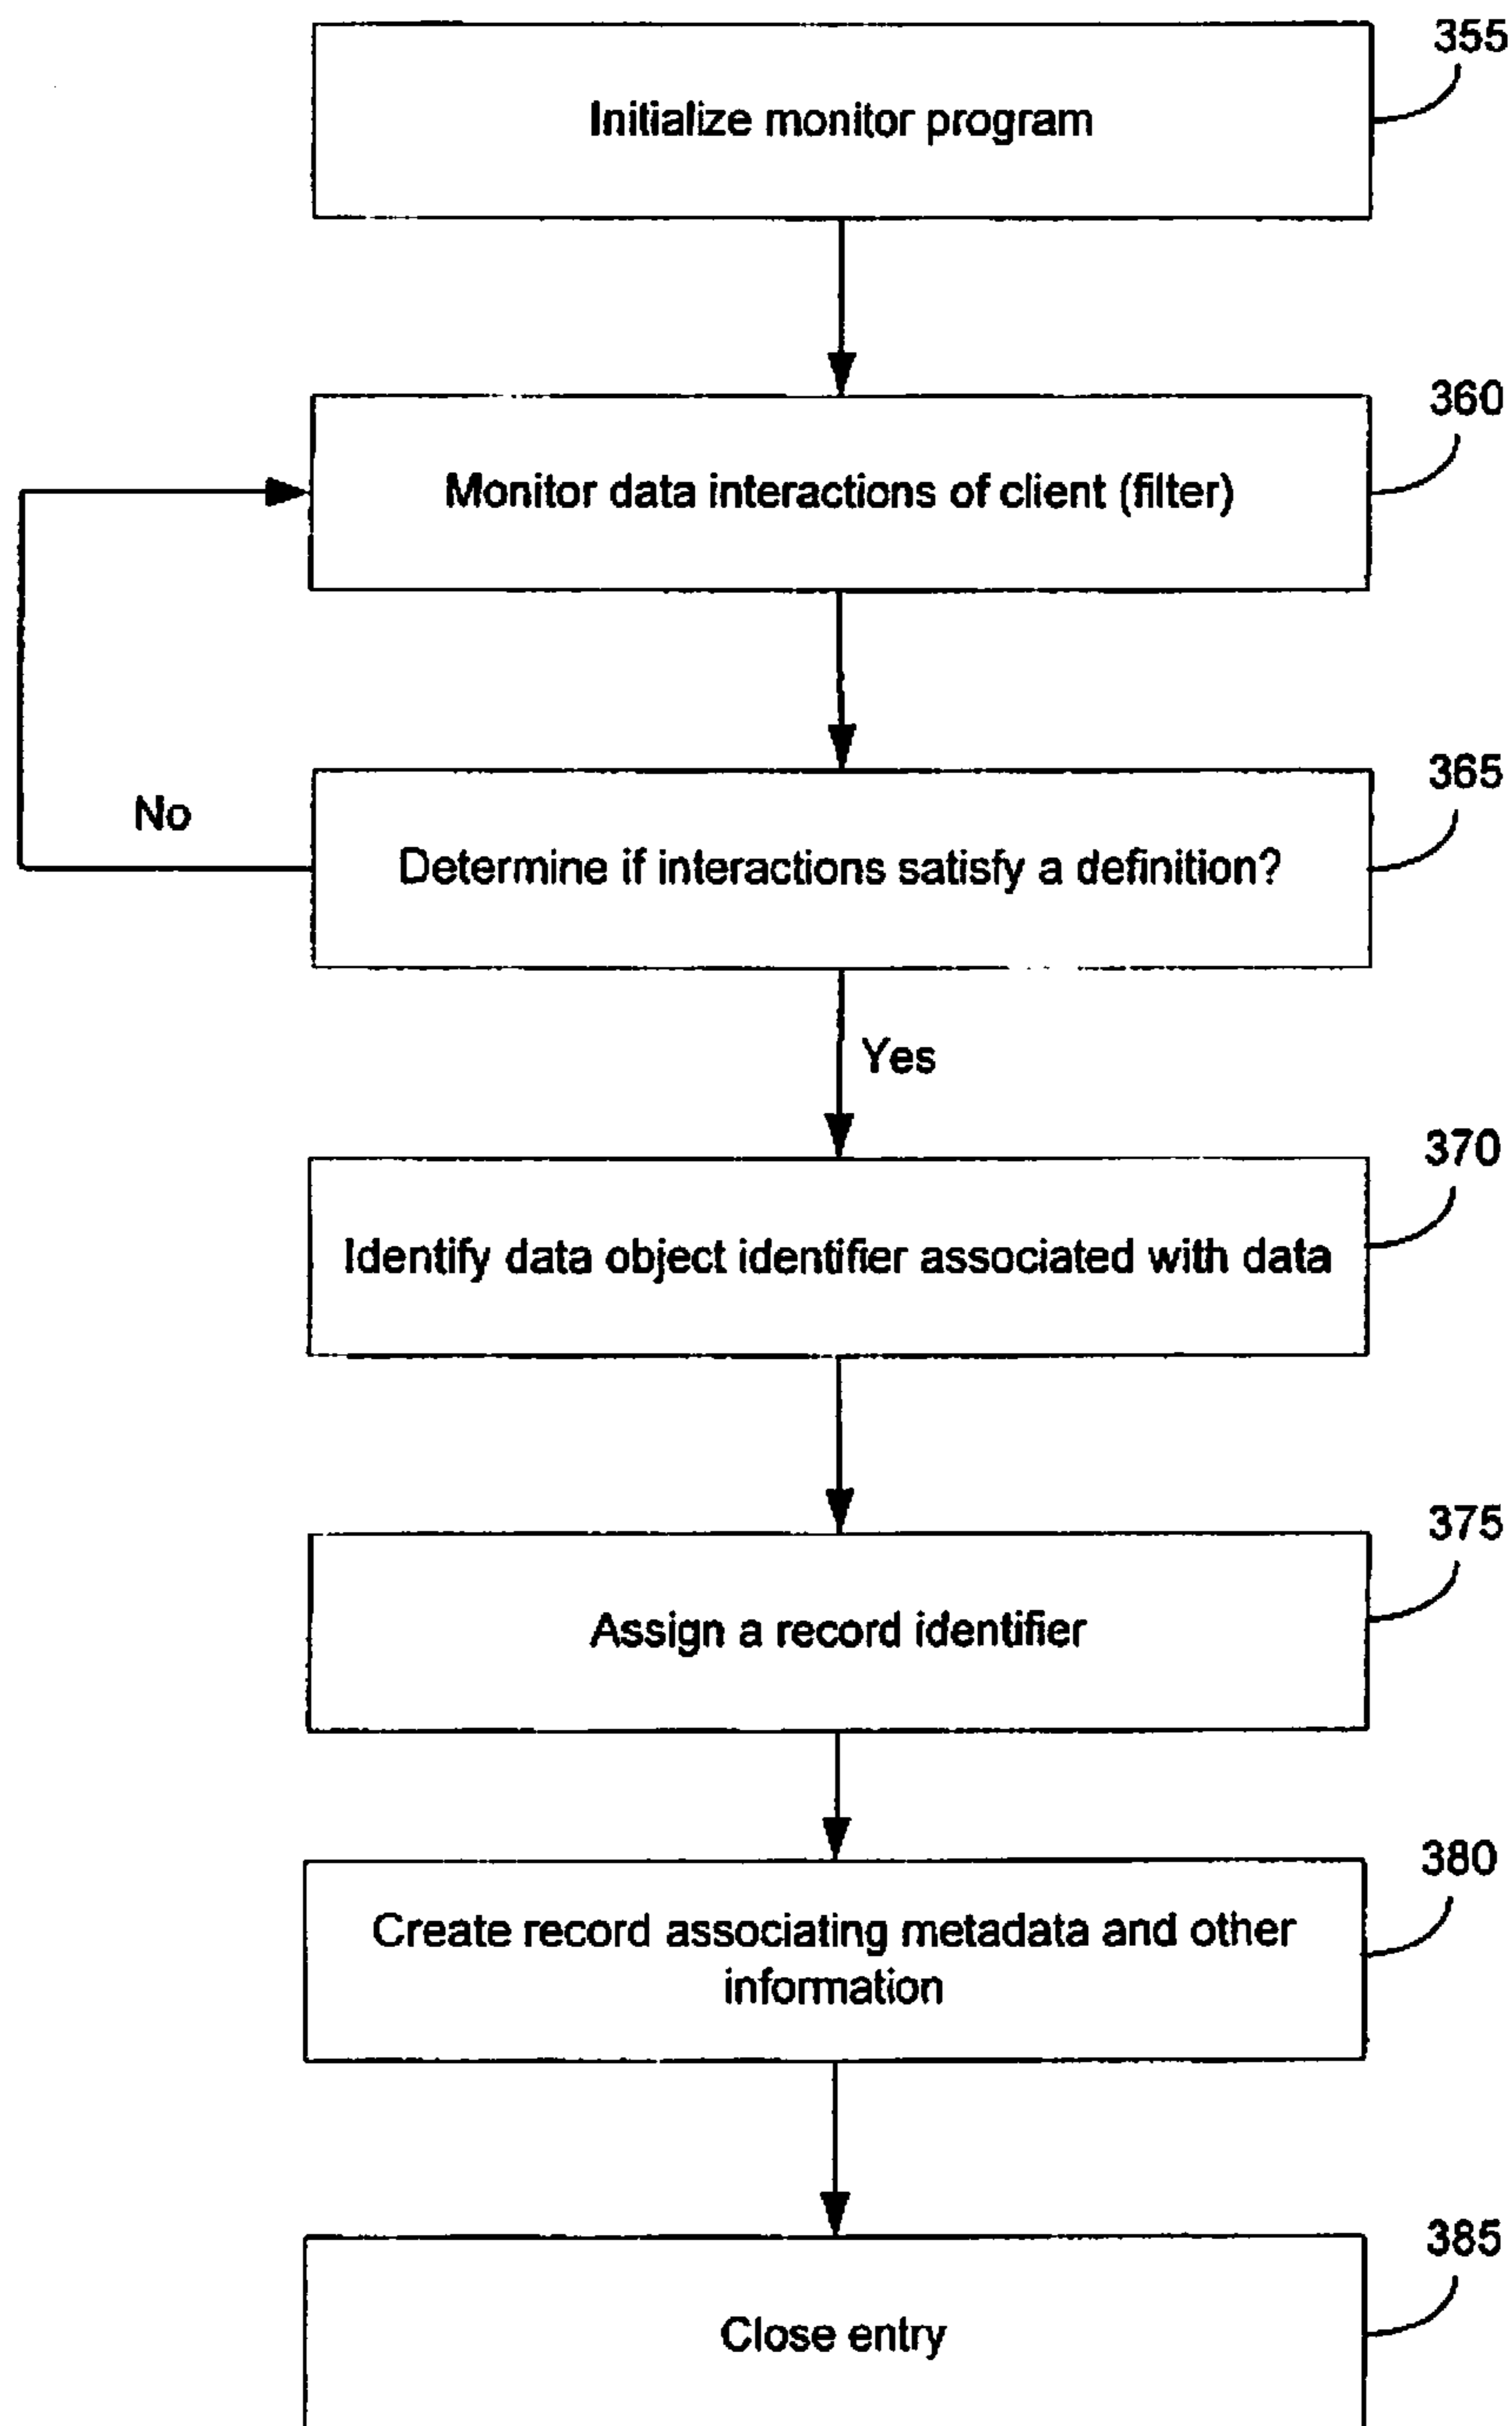 355
Initialize monitor program
360
Monitor data interactions of client (filter)
365
No
Determine if interactions satisfy a definition?
Yes
370
Identify data object identifier associated with data
375
Assign a record identifier
380
Create record associating metadata and other
information
385
Close entry